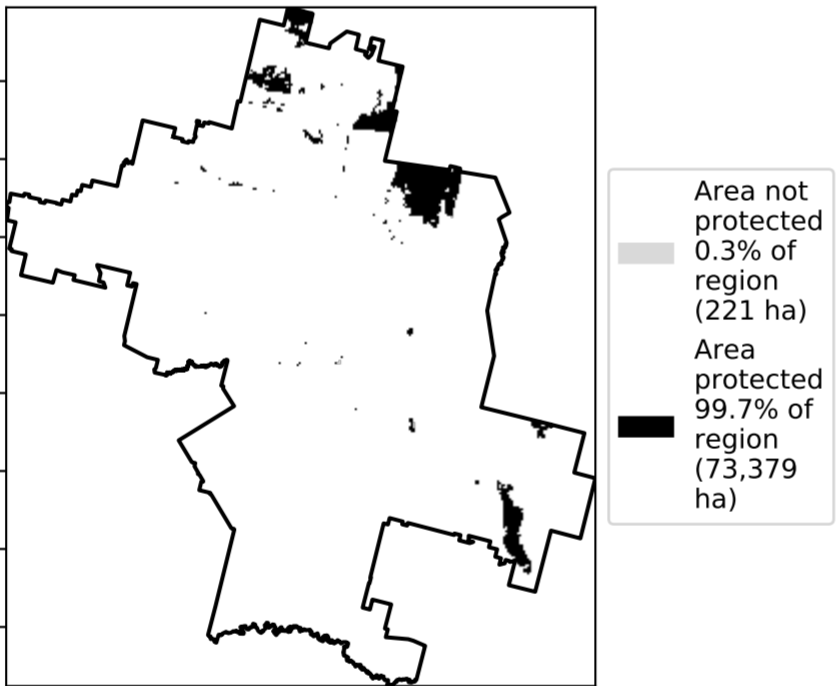 Area not
protected
0.3% of
region
(221 ha)
Area
protected
99.7% of
region
(73,379
ha)